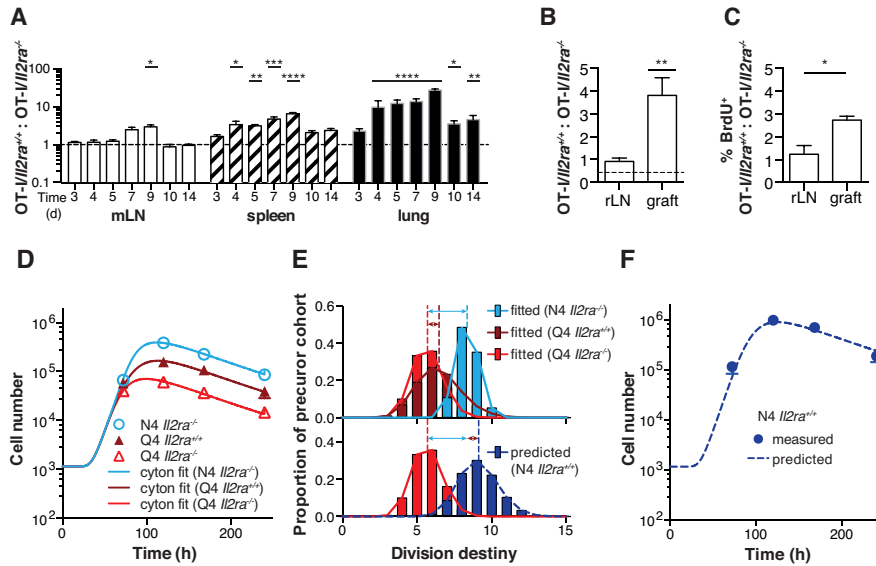 A
OT-I/Il2ra+/+ : OT-I/Il2ra-/-
100
10
1
0.1
* * ** *** **** **** * **
Time (d)
3 4 5 7 9 10 14 3 4 5 7 9 10 14 3 4 5 7 9 10 14
mLN spleen lung
B
OT-I/Il2ra+/+ : OT-I/Il2ra-/-
5
4
3
2
1
0
**
rLN graft
C
% BrdU+
OT-I/Il2ra+/+ : OT-I/Il2ra-/-
5
4
3
2
1
0
*
rLN graft
D
Cell number
10^6
10^5
10^4
10^3
10^2
N4 Il2ra-/-
Q4 Il2ra+/+
Q4 Il2ra-/-
cyton fit (N4 Il2ra-/-)
cyton fit (Q4 Il2ra+/+)
cyton fit (Q4 Il2ra-/-)
0 100 200
Time (h)
E
Proportion of precursor cohort
0.6
0.4
0.2
0.0
fitted (N4 Il2ra-/-)
fitted (Q4 Il2ra+/+)
fitted (Q4 Il2ra-/-)
0.4
0.2
0.0
predicted
(N4 Il2ra+/+)
0 5 10 15
Division destiny
F
Cell number
10^6
10^5
10^4
10^3
10^2
N4 Il2ra+/+
measured
predicted
0 100 200
Time (h)